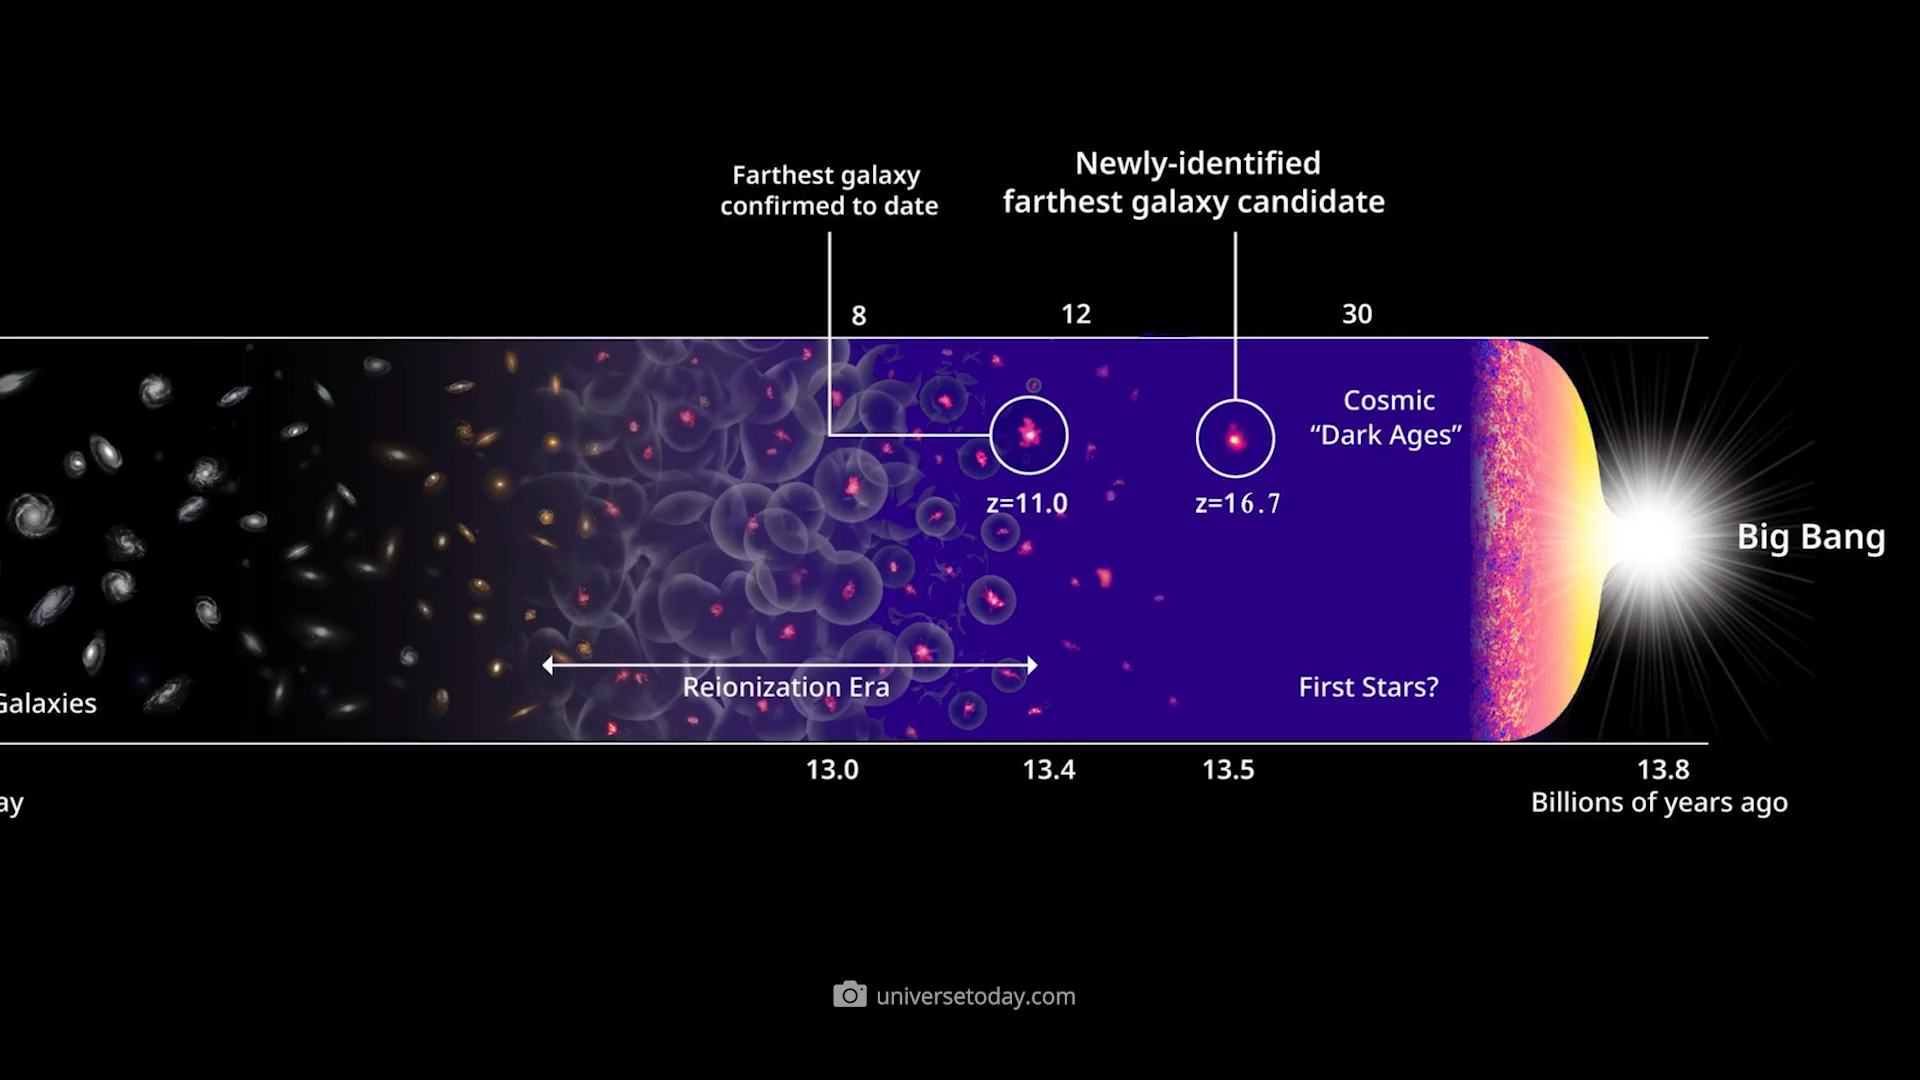 Farthest galaxy
confirmed to date
Newly-identified
farthest galaxy candidate
8
12
30
Cosmic
“Dark Ages”
z=11.0
z=16.7
Big Bang
Reionization Era
First Stars?
Galaxies
13.0
13.4
13.5
13.8
ay
Billions of years ago
universetoday.com